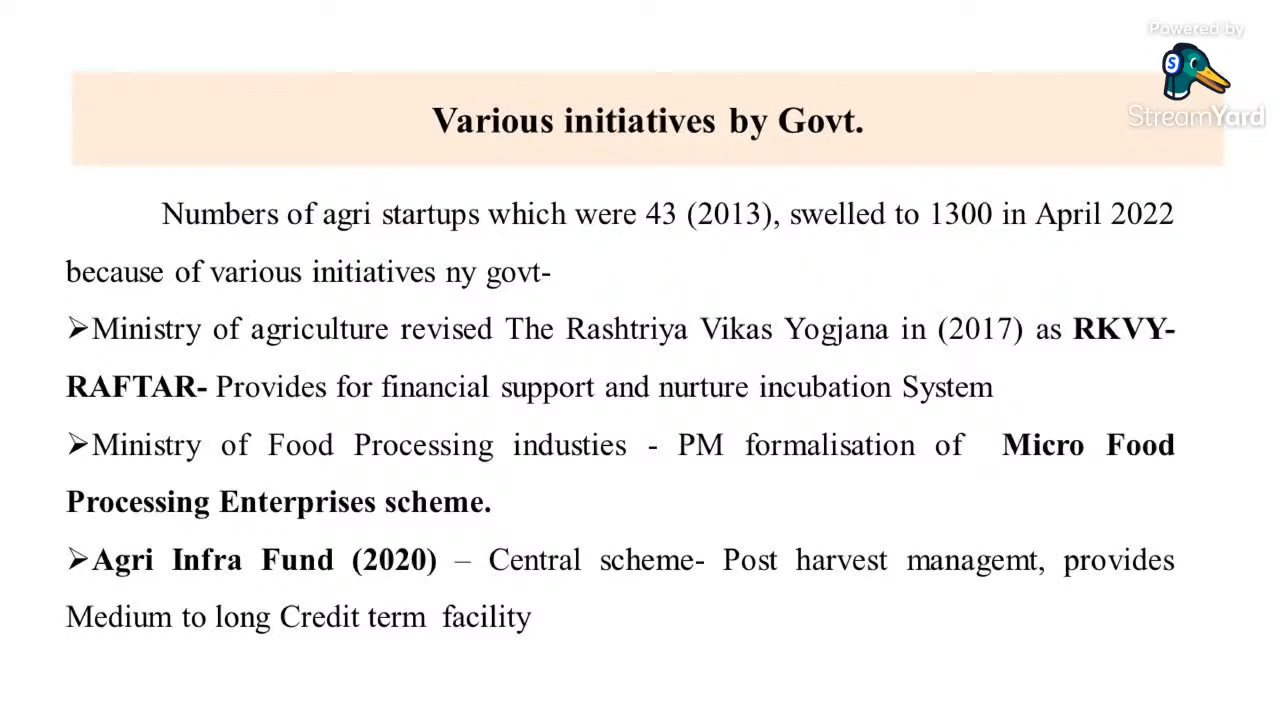 Powered by
StreamYard
Various initiatives by Govt.
Numbers of agri startups which were 43 (2013), swelled to 1300 in April 2022
because of various initiatives ny govt-
➢Ministry of agriculture revised The Rashtriya Vikas Yogjana in (2017) as RKVY-
RAFTAR- Provides for financial support and nurture incubation System
➢Ministry of Food Processing industies - PM formalisation of Micro Food
Processing Enterprises scheme.
➢Agri Infra Fund (2020) – Central scheme- Post harvest managemt, provides
Medium to long Credit term facility